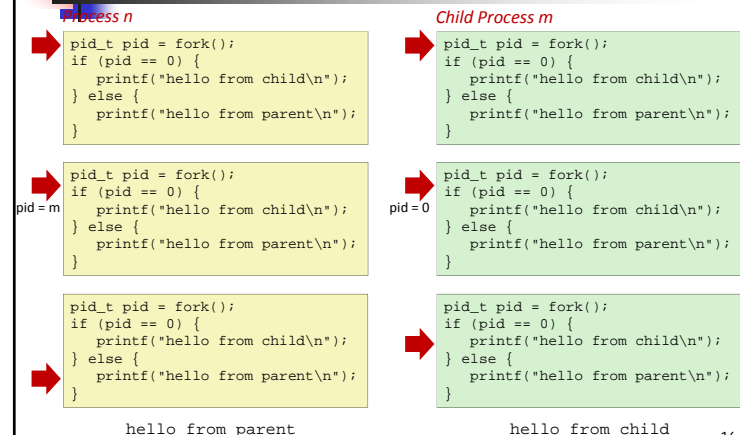 Process n
pid_t pid = fork();
if (pid == 0) {
printf("hello from child\n");
} else {
printf("hello from parent\n");
}
pid = m
pid_t pid = fork();
if (pid == 0) {
printf("hello from child\n");
} else {
printf("hello from parent\n");
}
pid_t pid = fork();
if (pid == 0) {
printf("hello from child\n");
} else {
printf("hello from parent\n");
}
hello from parent
Child Process m
pid_t pid = fork();
if (pid == 0) {
printf("hello from child\n");
} else {
printf("hello from parent\n");
}
pid = 0
pid_t pid = fork();
if (pid == 0) {
printf("hello from child\n");
} else {
printf("hello from parent\n");
}
pid_t pid = fork();
if (pid == 0) {
printf("hello from child\n");
} else {
printf("hello from parent\n");
}
hello from child